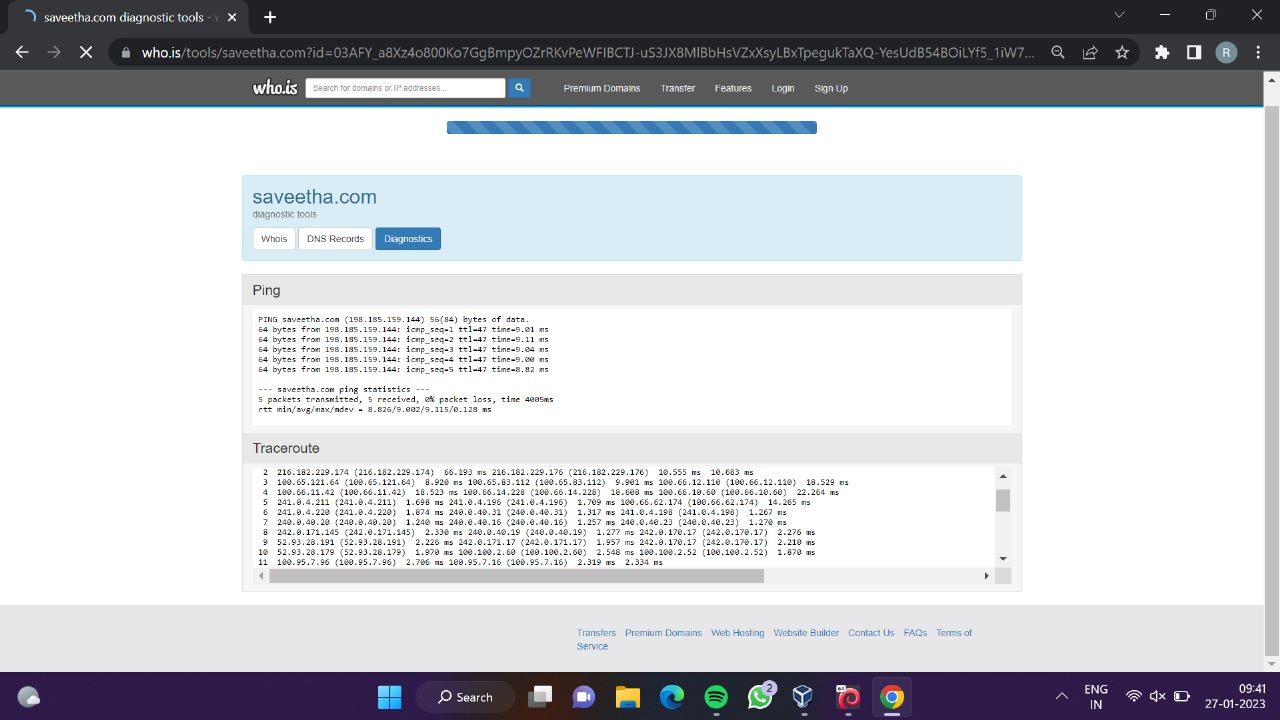 saveetha.com diagnostic tools -
who.is/tools/saveetha.com?id=03AFY_a8Xz4o800Ko7GgBmpyOZrRKvPeWFIBCTJ-uS3JX8MIBbHsVZxXsyLBxTpegukTaXQ-YesUdB54BOiLYf5_1iW7...
R
who.is
Search for domains or IP addresses...
Premium Domains Transfer Features Login Sign Up
saveetha.com
diagnostic tools
Whois DNS Records Diagnostics
Ping
PING saveetha.com (198.185.159.144) 56(84) bytes of data.
64 bytes from 198.185.159.144: icmp_seq=1 ttl=47 time=9.01 ms
64 bytes from 198.185.159.144: icmp_seq=2 ttl=47 time=9.11 ms
64 bytes from 198.185.159.144: icmp_seq=3 ttl=47 time=9.04 ms
64 bytes from 198.185.159.144: icmp_seq=4 ttl=47 time=9.00 ms
64 bytes from 198.185.159.144: icmp_seq=5 ttl=47 time=8.82 ms
--- saveetha.com ping statistics ---
5 packets transmitted, 5 received, 0% packet loss, time 4005ms
rtt min/avg/max/mdev = 8.826/9.002/9.115/0.128 ms
Traceroute
2 216.182.229.174 (216.182.229.174) 66.193 ms 216.182.229.176 (216.182.229.176) 10.555 ms 10.683 ms
3 100.65.121.64 (100.65.121.64) 8.920 ms 100.65.83.112 (100.65.83.112) 9.901 ms 100.66.12.110 (100.66.12.110) 18.529 ms
4 100.66.11.42 (100.66.11.42) 18.523 ms 100.66.14.228 (100.66.14.228) 18.608 ms 100.66.10.60 (100.66.10.60) 22.264 ms
5 241.0.4.211 (241.0.4.211) 1.698 ms 241.0.4.196 (241.0.4.196) 1.709 ms 100.66.62.174 (100.66.62.174) 14.265 ms
6 241.0.4.220 (241.0.4.220) 1.874 ms 240.0.40.31 (240.0.40.31) 1.317 ms 241.0.4.198 (241.0.4.198) 1.267 ms
7 240.0.40.20 (240.0.40.20) 1.240 ms 240.0.40.16 (240.0.40.16) 1.257 ms 240.0.40.23 (240.0.40.23) 1.270 ms
8 242.0.171.145 (242.0.171.145) 2.330 ms 240.0.40.19 (240.0.40.19) 1.277 ms 242.0.170.17 (242.0.170.17) 2.276 ms
9 52.93.28.191 (52.93.28.191) 2.226 ms 242.0.171.17 (242.0.171.17) 1.957 ms 242.0.170.17 (242.0.170.17) 2.210 ms
10 52.93.28.179 (52.93.28.179) 1.970 ms 100.100.2.60 (100.100.2.60) 2.548 ms 100.100.2.52 (100.100.2.52) 1.870 ms
11 100.95.7.96 (100.95.7.96) 2.706 ms 100.95.7.16 (100.95.7.16) 2.319 ms 2.334 ms
Transfers Premium Domains Web Hosting Website Builder Contact Us FAQs Terms of
Service
Search
2
ENG
IN
09:41
27-01-2023